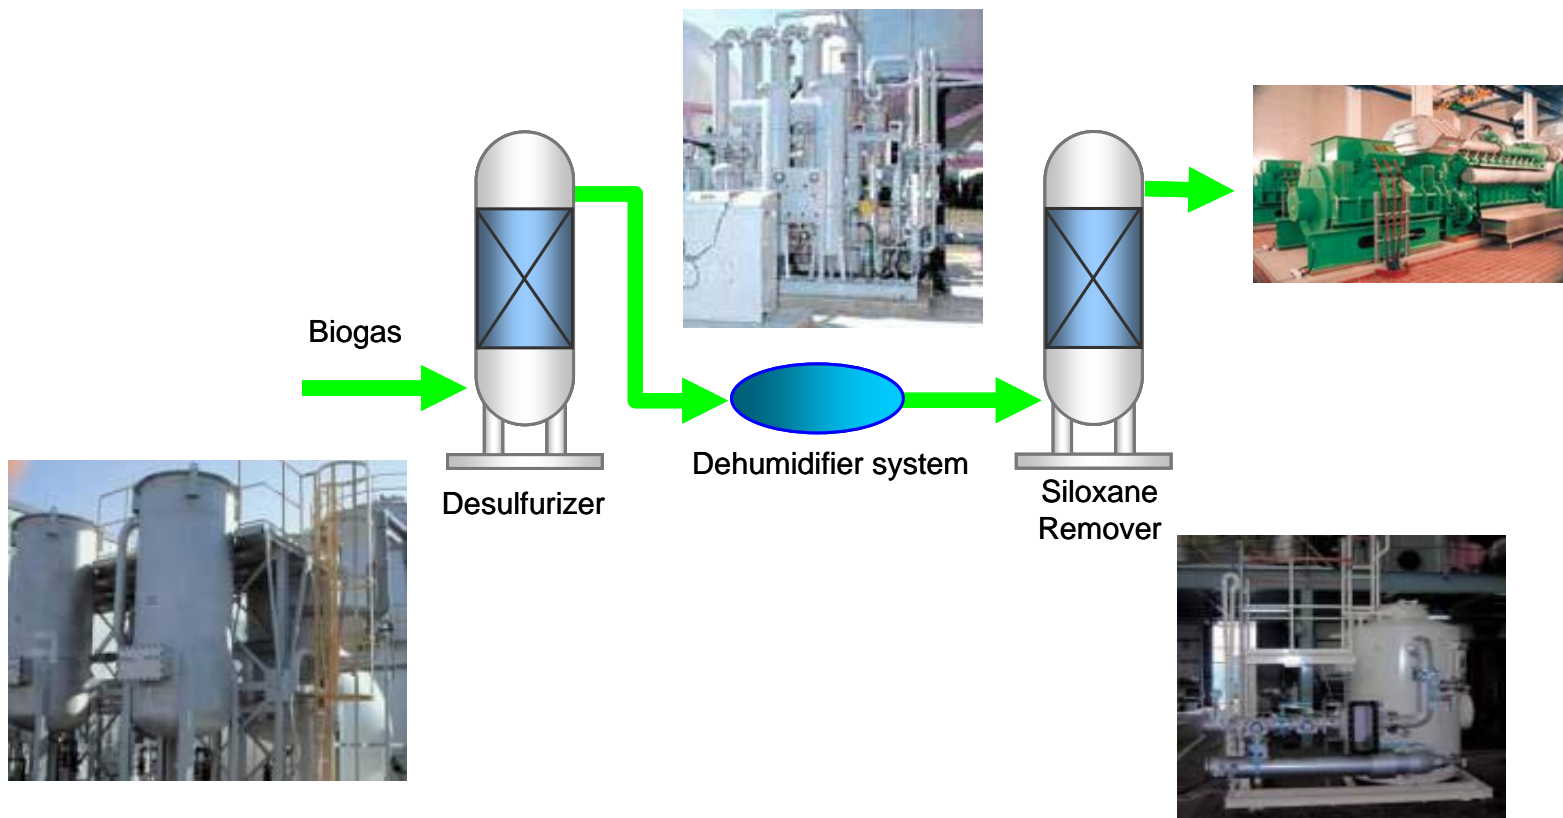 Biogas
Desulfurizer
Dehumidifier system
Siloxane
Remover